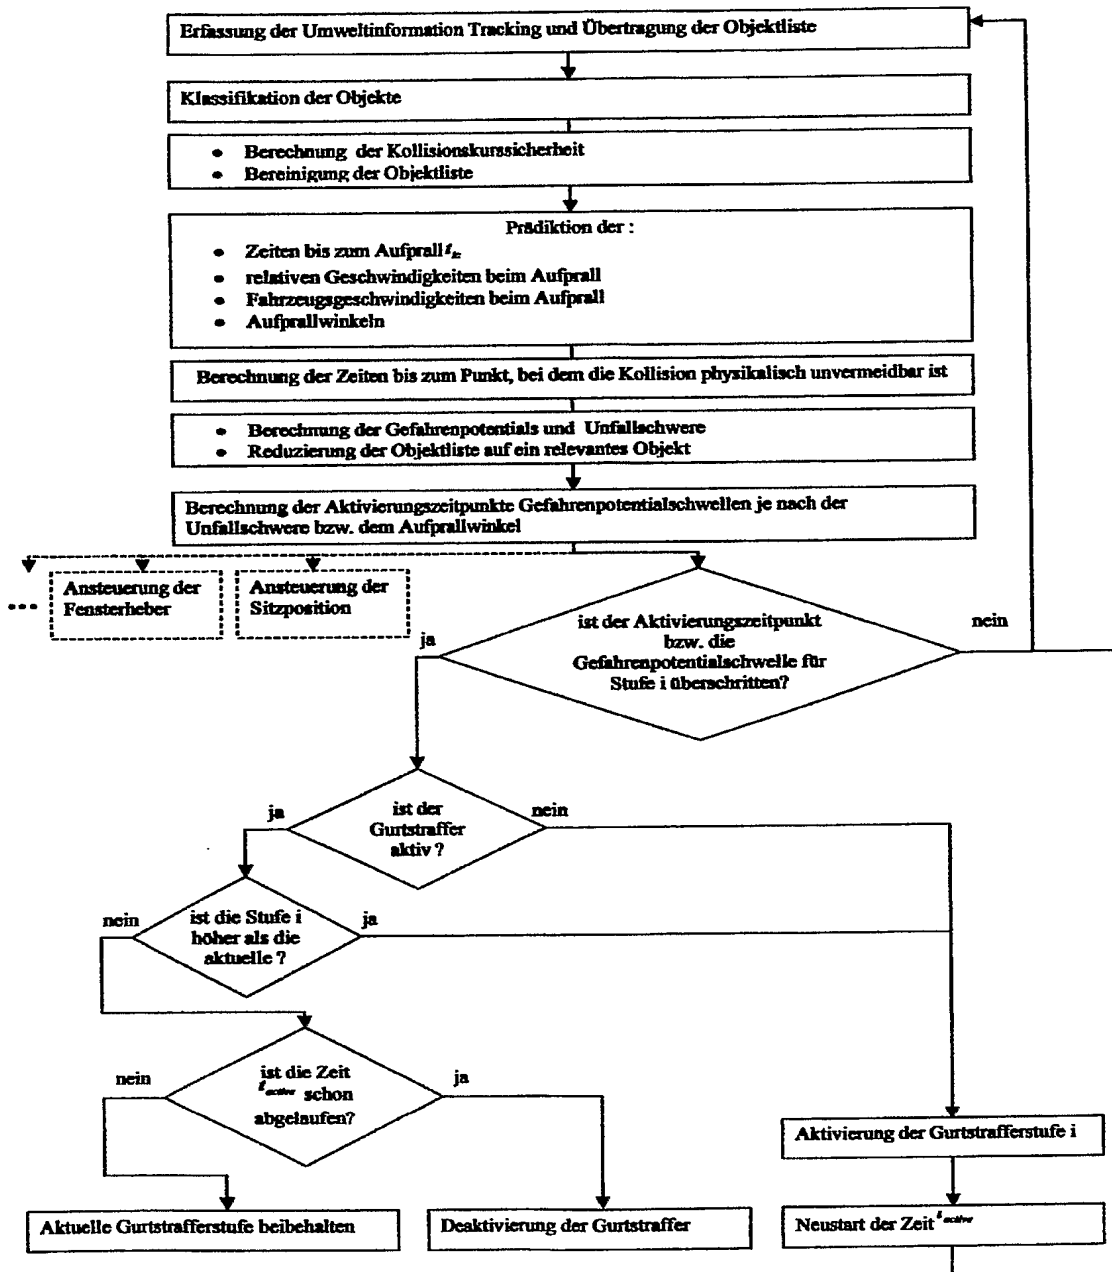 Erfassung der Umweltinformation Tracking und Übertragung der Objektliste
Klassifikation der Objekte
• Berechnung der Kollisionskurssicherheit
• Bereinigung der Objektliste
Prädiktion der :
• Zeiten bis zum Aufprall
• relativen Geschwindigkeiten beim Aufprall
• Fahrzeugsgeschwindigkeiten beim Aufprall
• Aufprallwinkeln
Berechnung der Zeiten bis zum Punkt, bei dem die Kollision physikalisch unvermeidbar ist
• Berechnung der Gefahrenpotentials und Unfallschwere
• Reduzierung der Objektliste auf ein relevantes Objekt
Berechnung der Aktivierungszeitpunkte Gefahrenpotentialschwellen je nach der
Unfallschwere bzw. dem Aufprallwinkel
...
Ansteuerung der
Fensterheber
Ansteuerung der
Sitzposition
ja
ist der Aktivierungszeitpunkt
bzw. die
Gefahrenpotentialschwelle für
Stufe i überschritten?
nein
ja
ist der
Gurtstraffer
aktiv ?
nein
nein
ist die Stufe i
höher als die
aktuelle ?
ja
nein
ist die Zeit
t_active schon
abgelaufen?
ja
Aktivierung der Gurtstrafferstufe i
Aktuelle Gurtstrafferstufe beibehalten
Deaktivierung der Gurtstraffer
Neustart der Zeit t_active